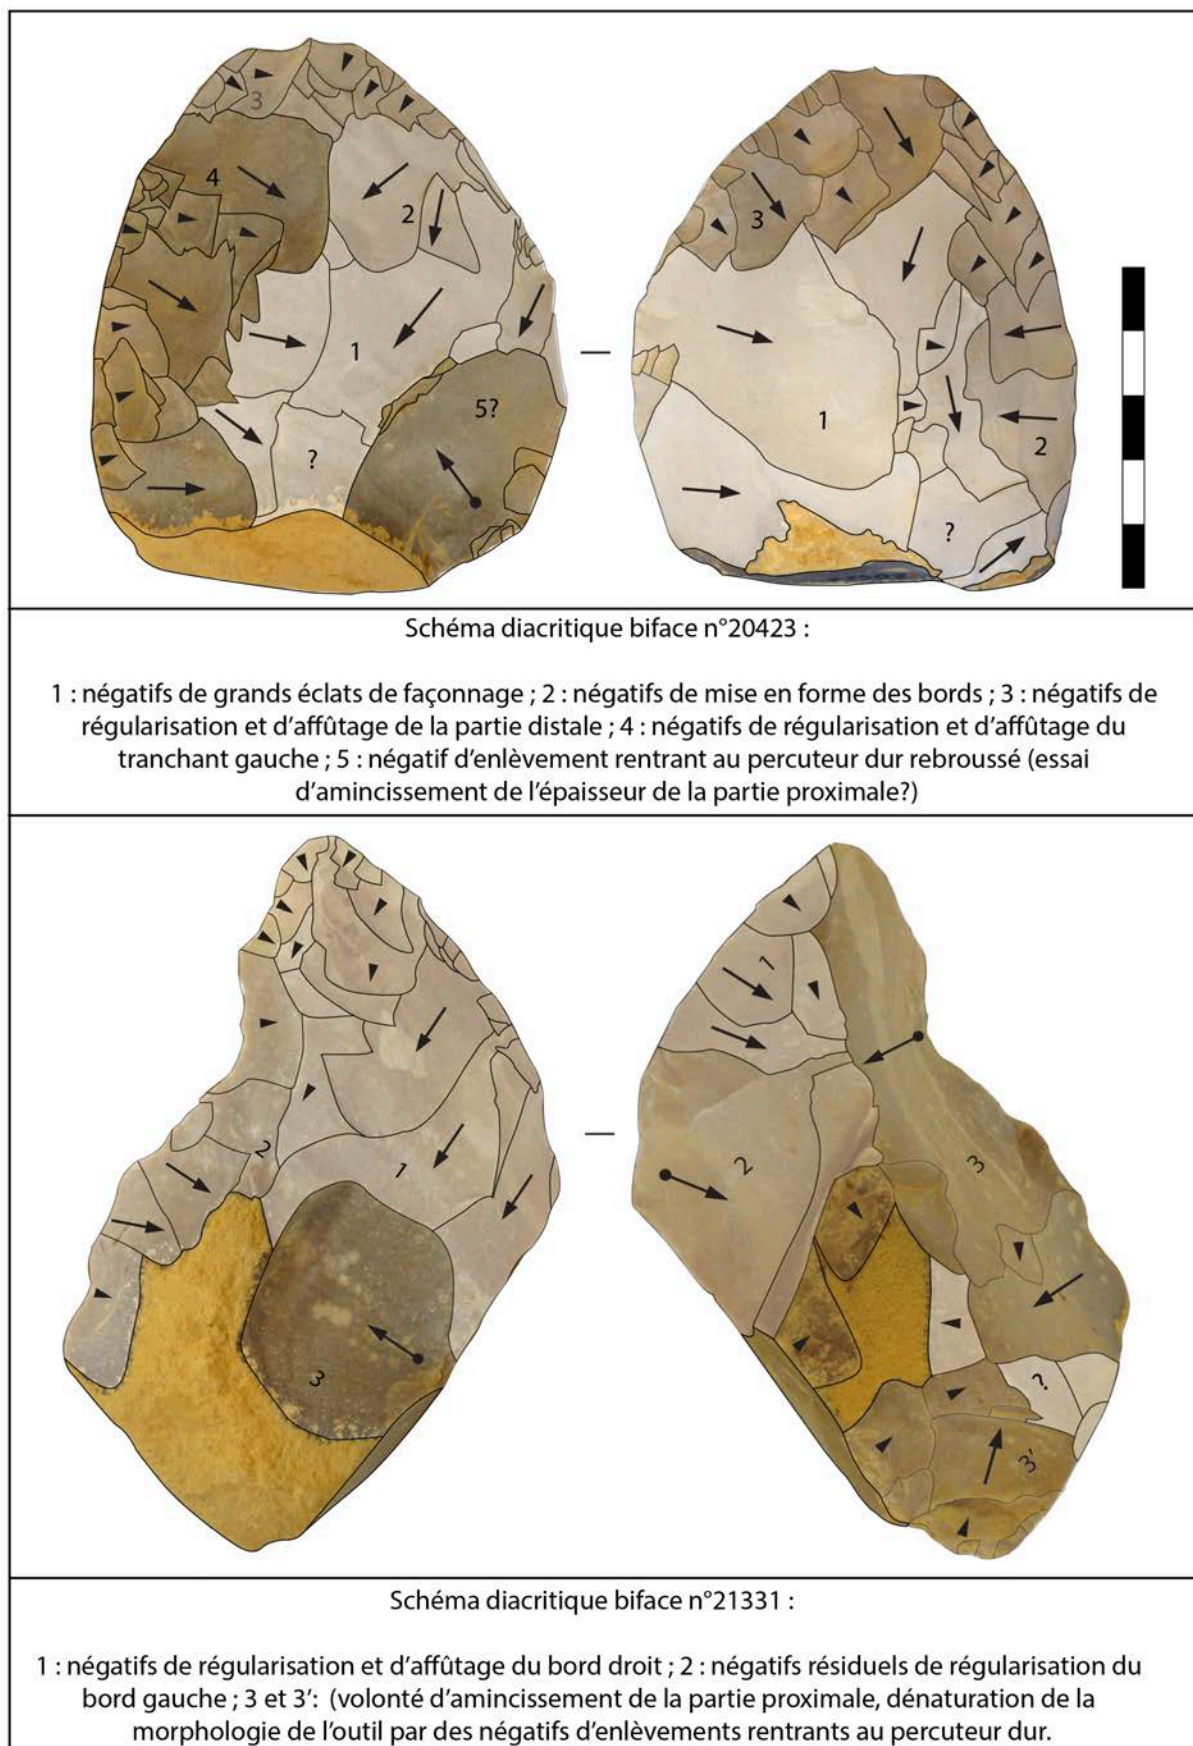 3
4
2
1
5?
?
3
1
2
?
Schéma diacritique biface n°20423 :
1 : négatifs de grands éclats de façonnage ; 2 : négatifs de mise en forme des bords ; 3 : négatifs de
régularisation et d’affûtage de la partie distale ; 4 : négatifs de régularisation et d’affûtage du
tranchant gauche ; 5 : négatif d’enlèvement rentrant au percuteur dur rebroussé (essai
d’amincissement de l’épaisseur de la partie proximale?)
2
1
3
1
2
3
?
3'
Schéma diacritique biface n°21331 :
1 : négatifs de régularisation et d’affûtage du bord droit ; 2 : négatifs résiduels de régularisation du
bord gauche ; 3 et 3’: (volonté d’amincissement de la partie proximale, dénaturation de la
morphologie de l’outil par des négatifs d’enlèvements rentrants au percuteur dur.